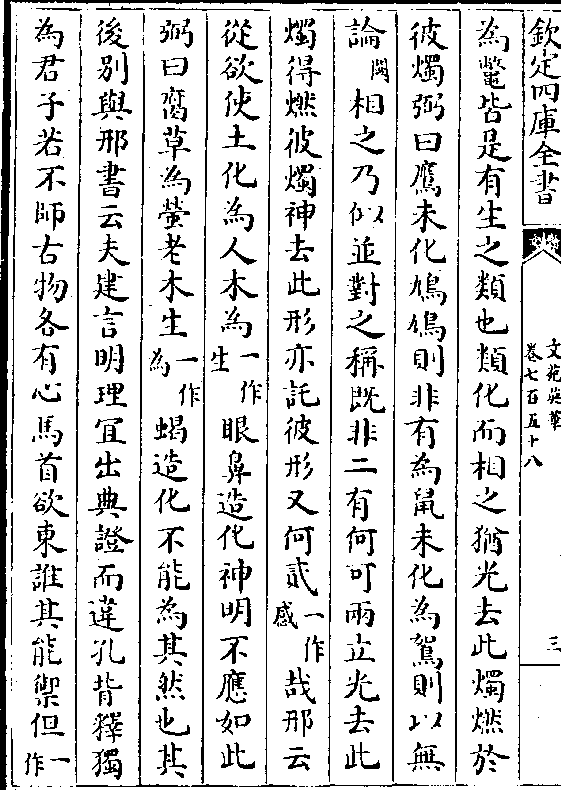 欽定四庫全書
文苑英華
卷七百五十八
三
為鼈皆是有生之類也類化而相之猶光去此燭燃於
彼燭弼曰鷹未化鳩鳩則非有為鼠未化為鴽則以無
論闕相之乃似並對之稱既非二有何可兩立光去此
燭得燃彼燭神去此形亦託彼形又何貳一作感哉邢云
從欲使土化為人木為一作生眼鼻造化神明不應如此
弼曰腐草為螢老木生一作為蝎造化不能為其然也其
後別與邢書云夫建言明理宜出典證而違孔背釋獨
為君子若不師古物各有心馬首欲東誰其能禦但一作